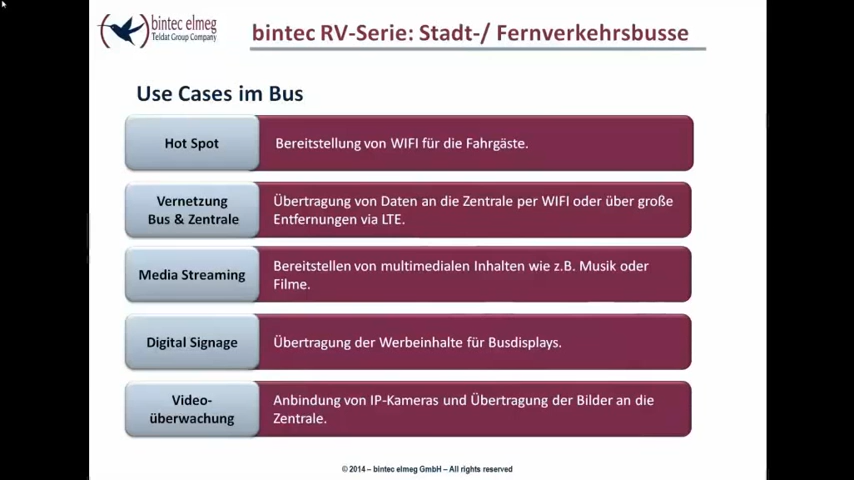 bintec elmeg
Teldat Group Company
bintec RV-Serie: Stadt-/ Fernverkehrsbusse
Use Cases im Bus
Hot Spot
Bereitstellung von WIFI für die Fahrgäste.
Vernetzung
Bus & Zentrale
Übertragung von Daten an die Zentrale per WIFI oder über große
Entfernungen via LTE.
Media Streaming
Bereitstellen von multimedialen Inhalten wie z.B. Musik oder
Filme.
Digital Signage
Übertragung der Werbeinhalte für Busdisplays.
Video-
überwachung
Anbindung von IP-Kameras und Übertragung der Bilder an die
Zentrale.
© 2014 – bintec elmeg GmbH – All rights reserved